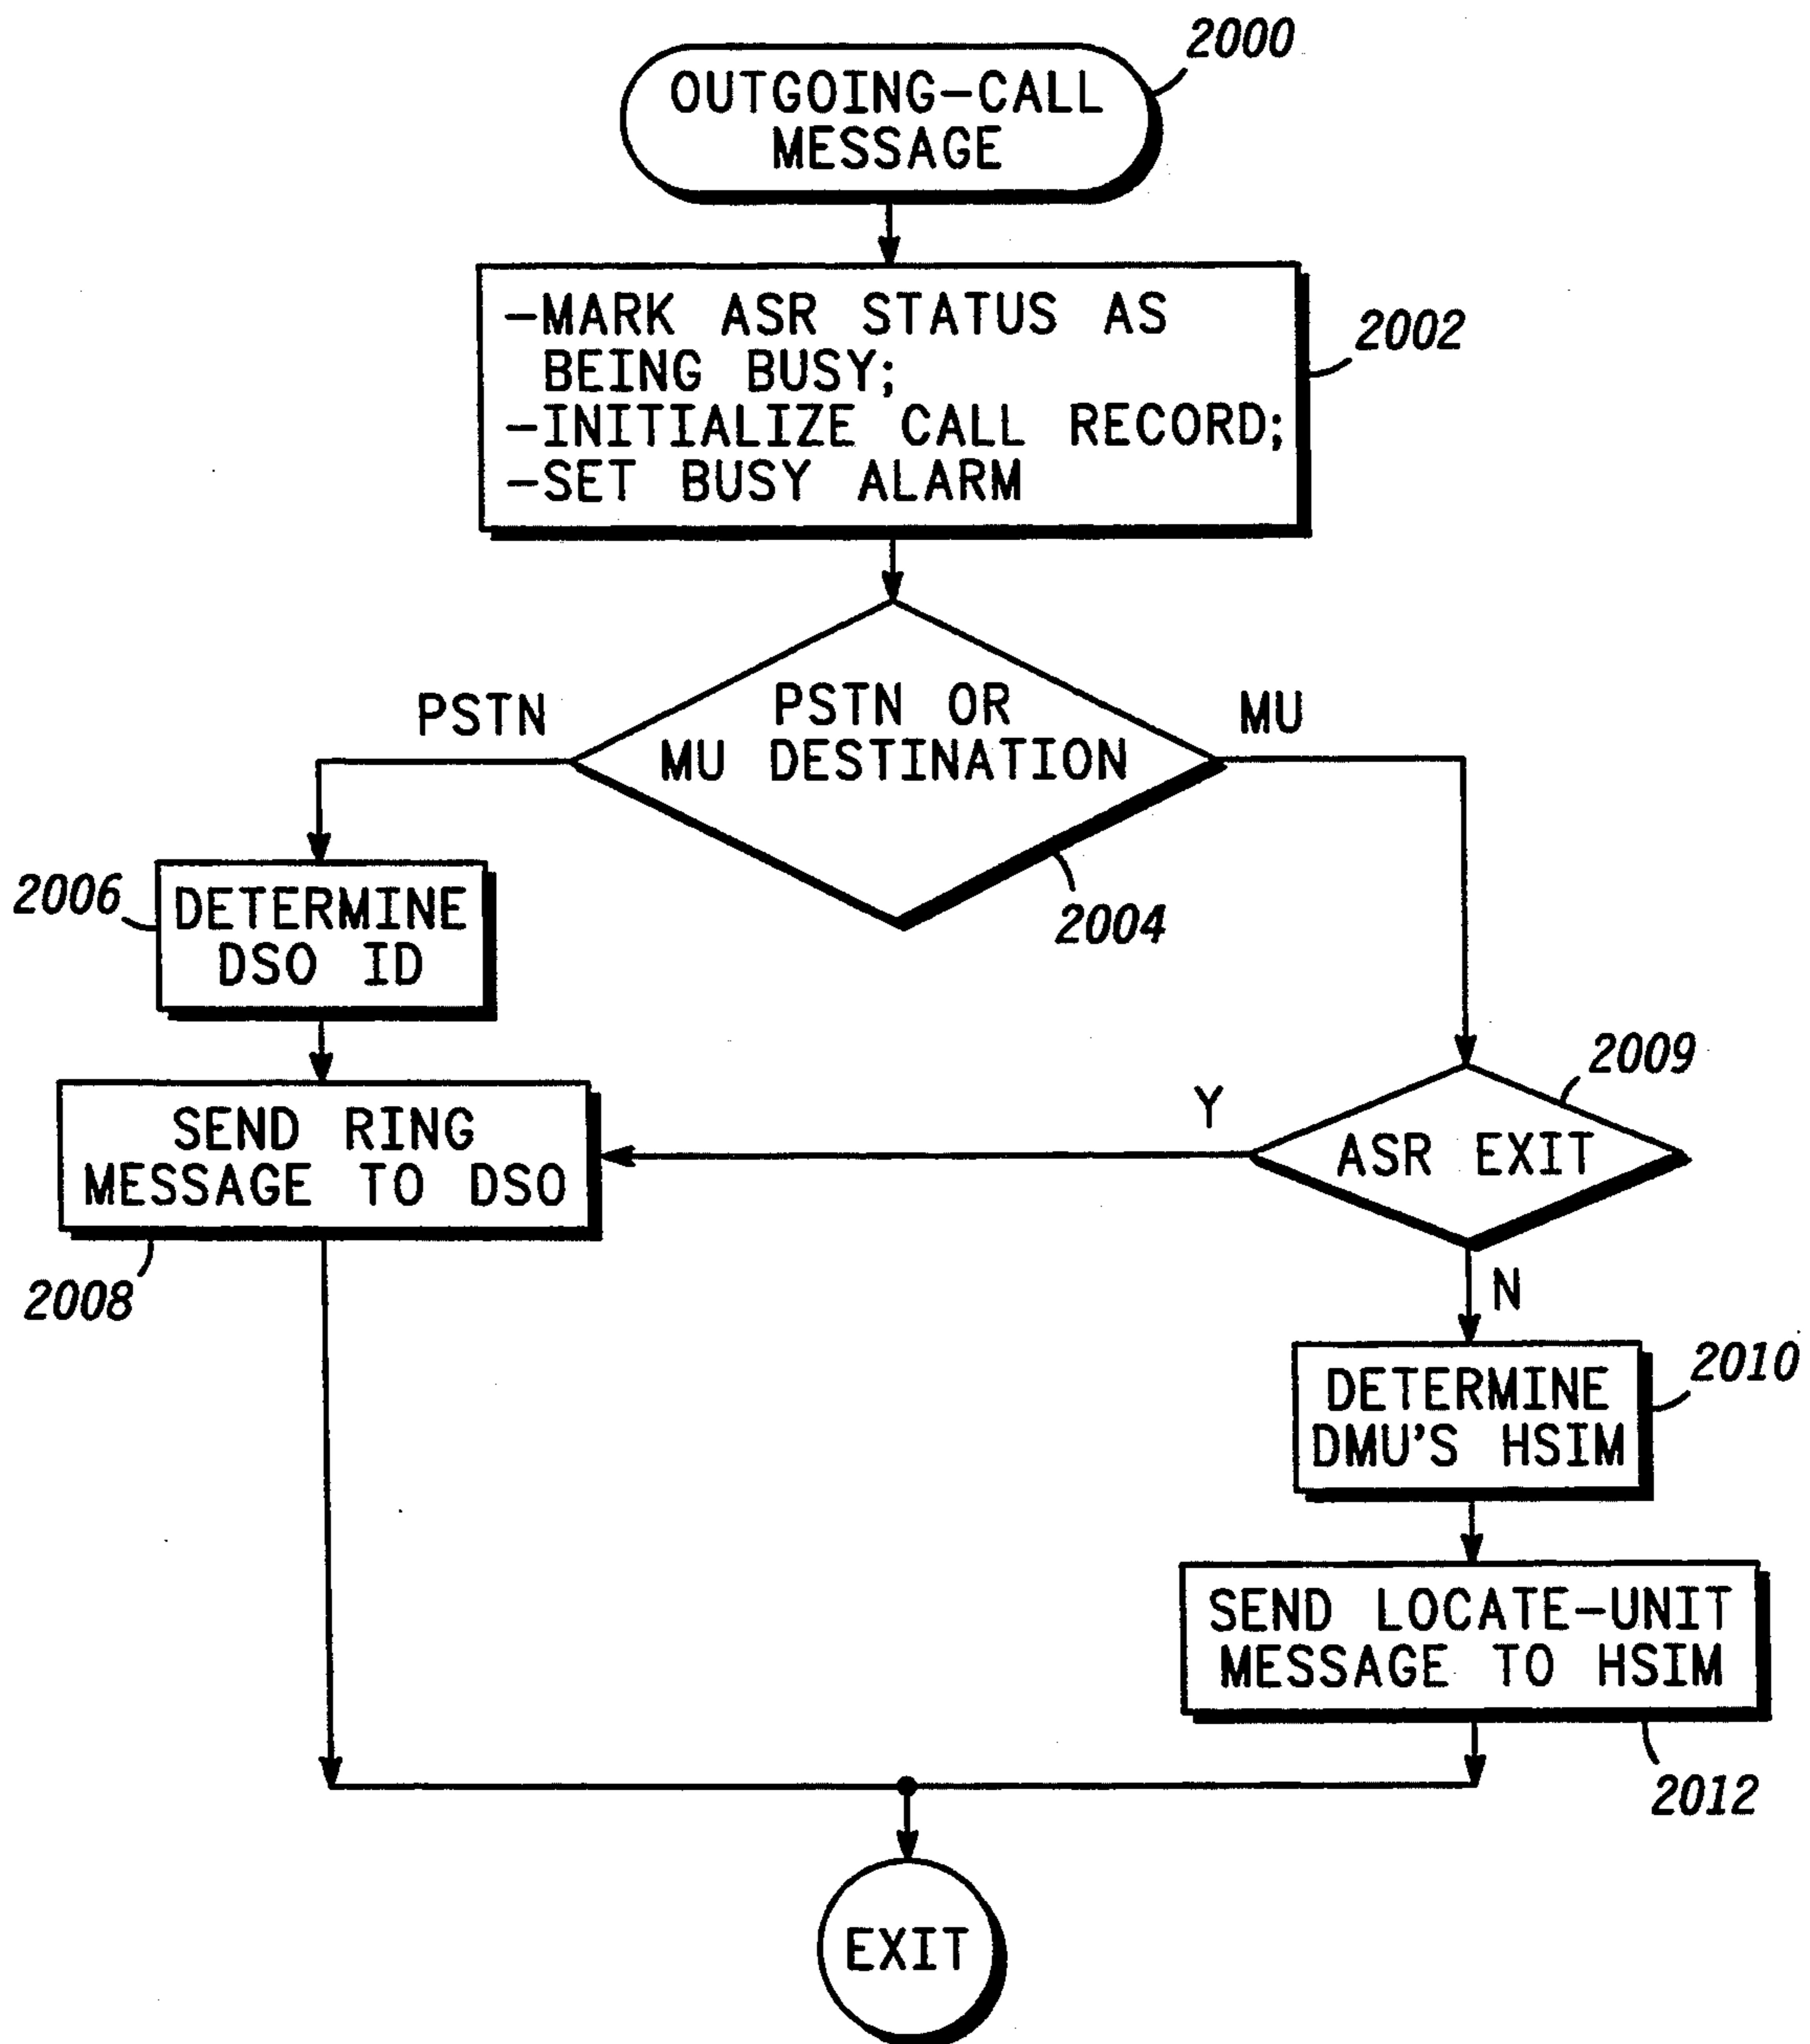 2000
OUTGOING-CALL
MESSAGE
-MARK ASR STATUS AS
BEING BUSY;
-INITIALIZE CALL RECORD;
-SET BUSY ALARM
2002
PSTN
PSTN OR
MU DESTINATION
MU
2004
2006
DETERMINE
DSO ID
2009
SEND RING
MESSAGE TO DSO
Y
ASR EXIT
2008
N
2010
DETERMINE
DMU'S HSIM
SEND LOCATE-UNIT
MESSAGE TO HSIM
2012
EXIT